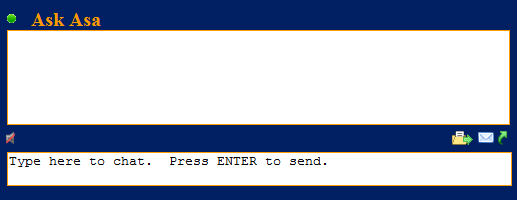 Ask Asa
Type here to chat.  Press ENTER to send.